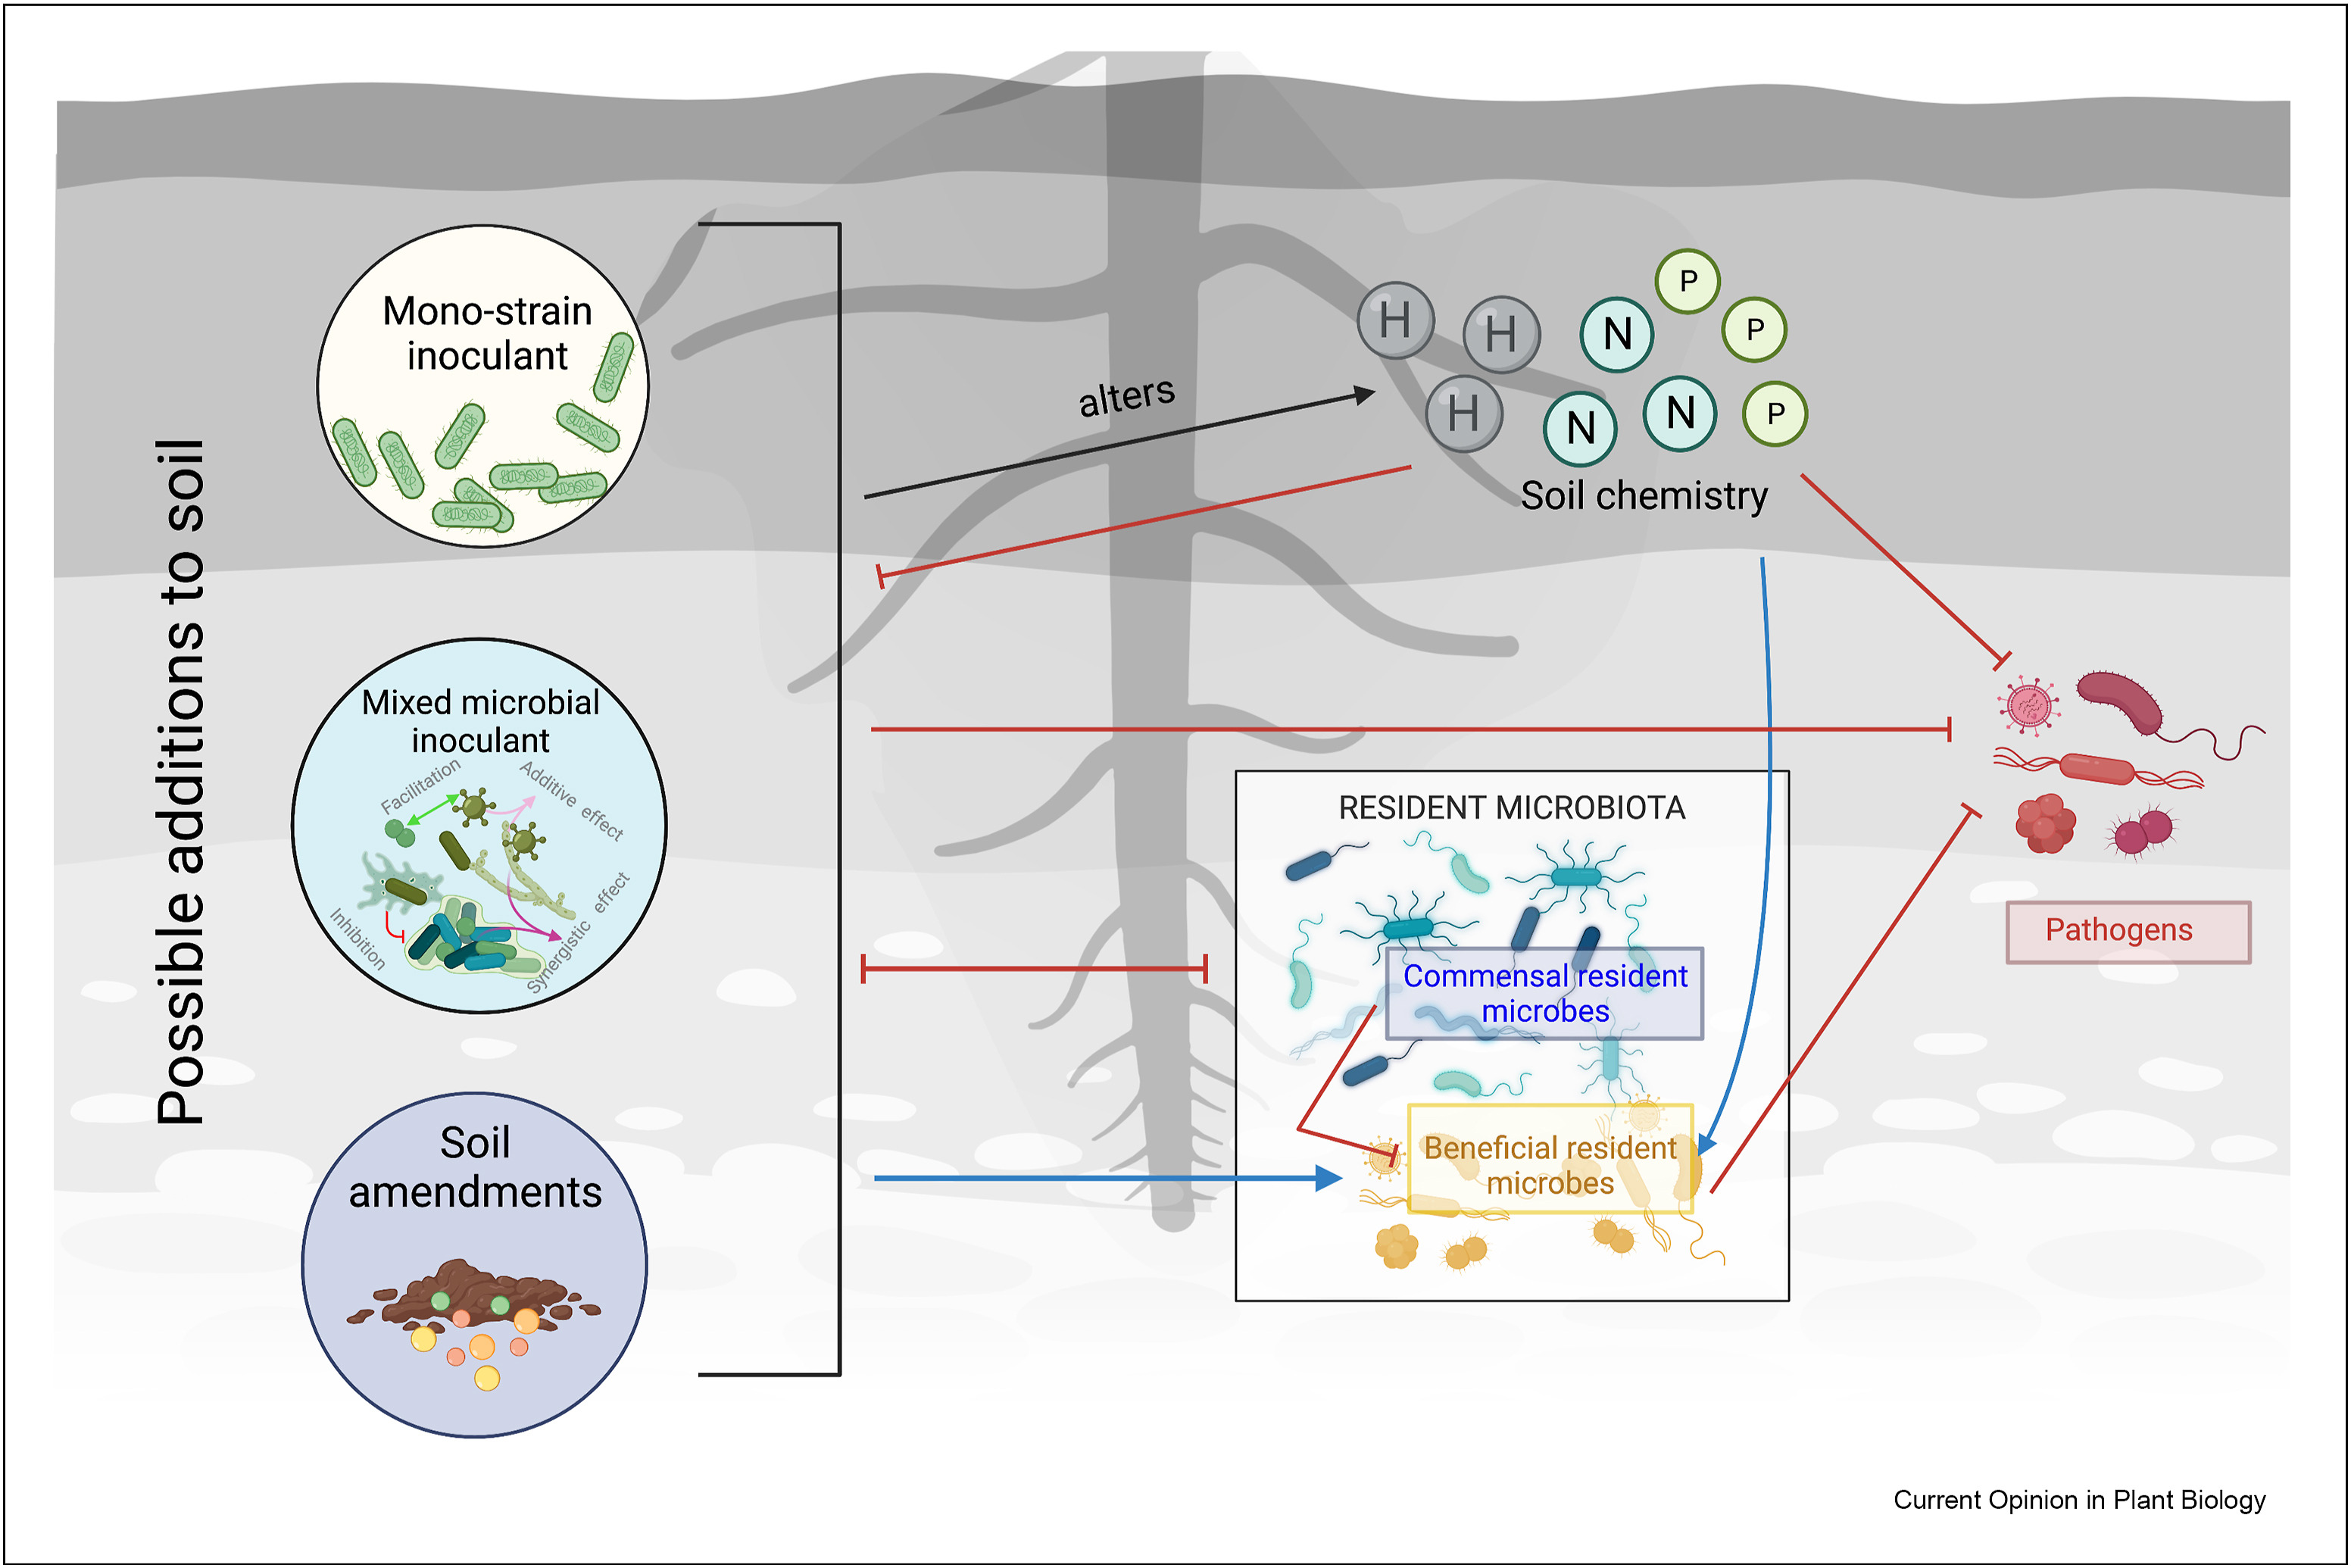 Possible additions to soil
Mono-strain
inoculant
Mixed microbial
inoculant
Facilitation
Additive effect
Inhibition
Synergistic effect
Soil
amendments
alters
H
H
H
N
N
N
P
P
P
Soil chemistry
RESIDENT MICROBIOTA
Commensal resident
microbes
Beneficial resident
microbes
Pathogens
Current Opinion in Plant Biology